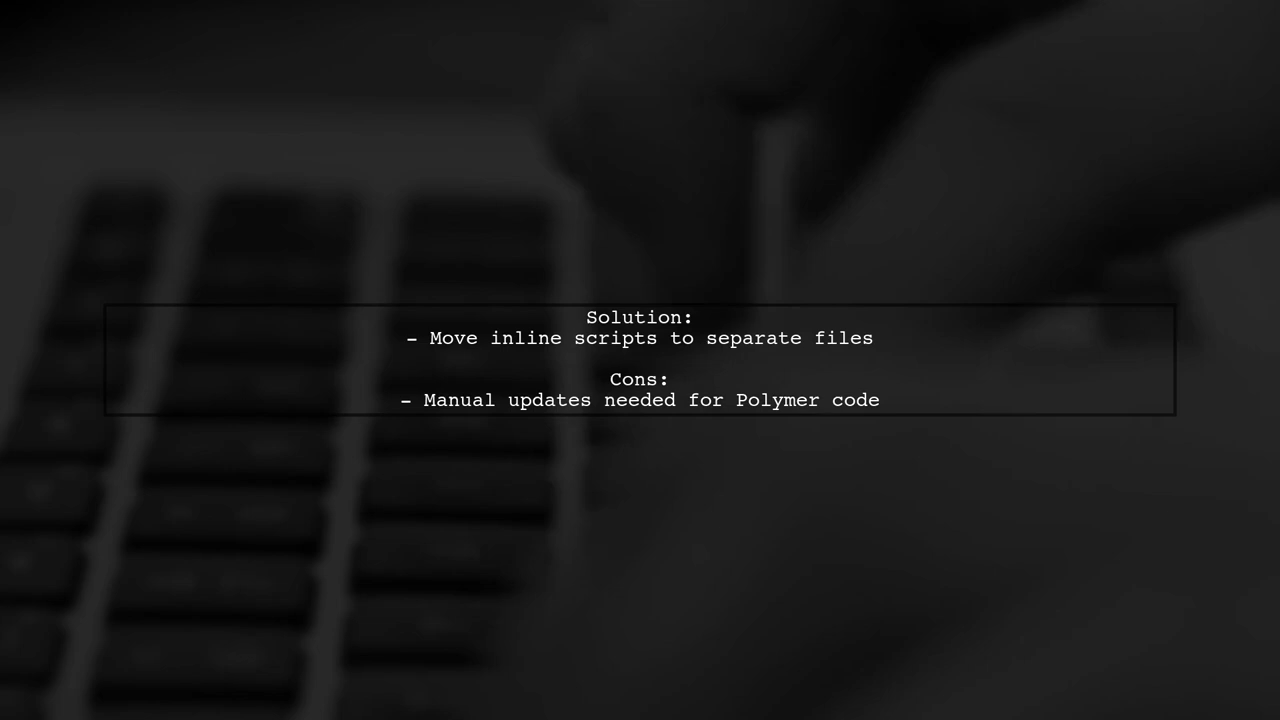 Solution:
– Move inline scripts to separate files
Cons:
– Manual updates needed for Polymer code